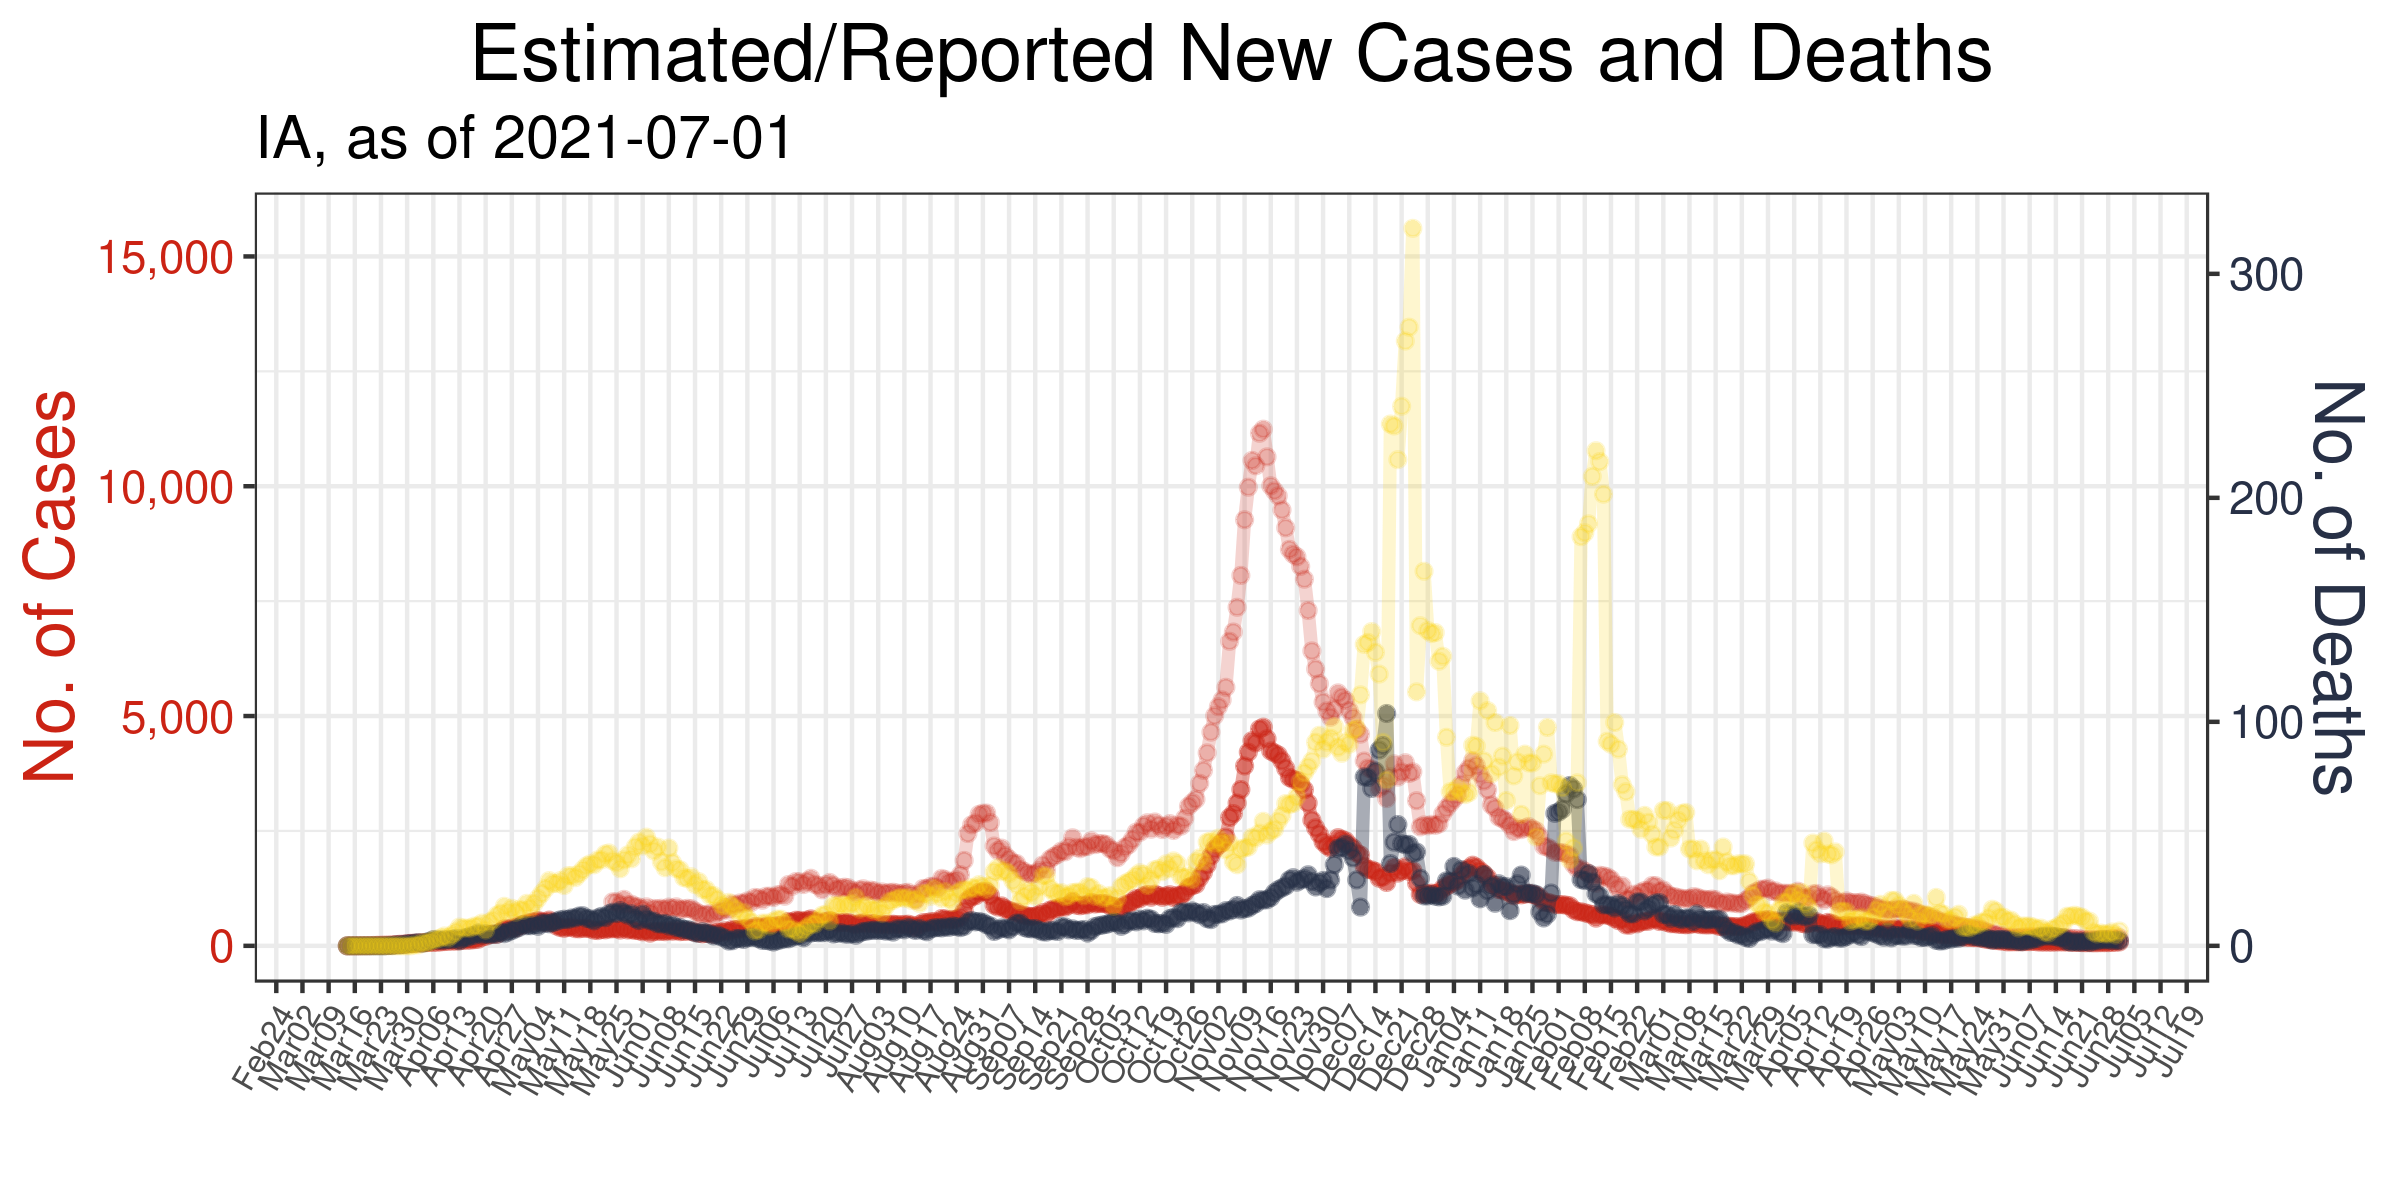 Estimated/Reported New Cases and Deaths
IA, as of 2021-07-01
No. of Cases
15,000
10,000
5,000
0
No. of Deaths
300
200
100
0
Feb24
Mar02
Mar09
Mar16
Mar23
Mar30
Apr06
Apr13
Apr20
Apr27
May04
May11
May18
May25
Jun01
Jun08
Jun15
Jun22
Jun29
Jul06
Jul13
Jul20
Jul27
Aug03
Aug10
Aug17
Aug24
Aug31
Sep07
Sep14
Sep21
Sep28
Oct05
Oct12
Oct19
Oct26
Nov02
Nov09
Nov16
Nov23
Nov30
Dec07
Dec14
Dec21
Dec28
Jan04
Jan11
Jan18
Jan25
Feb01
Feb08
Feb15
Feb22
Mar01
Mar08
Mar15
Mar22
Mar29
Apr05
Apr12
Apr19
Apr26
May03
May10
May17
May24
May31
Jun07
Jun14
Jun21
Jun28
Jul05
Jul12
Jul19